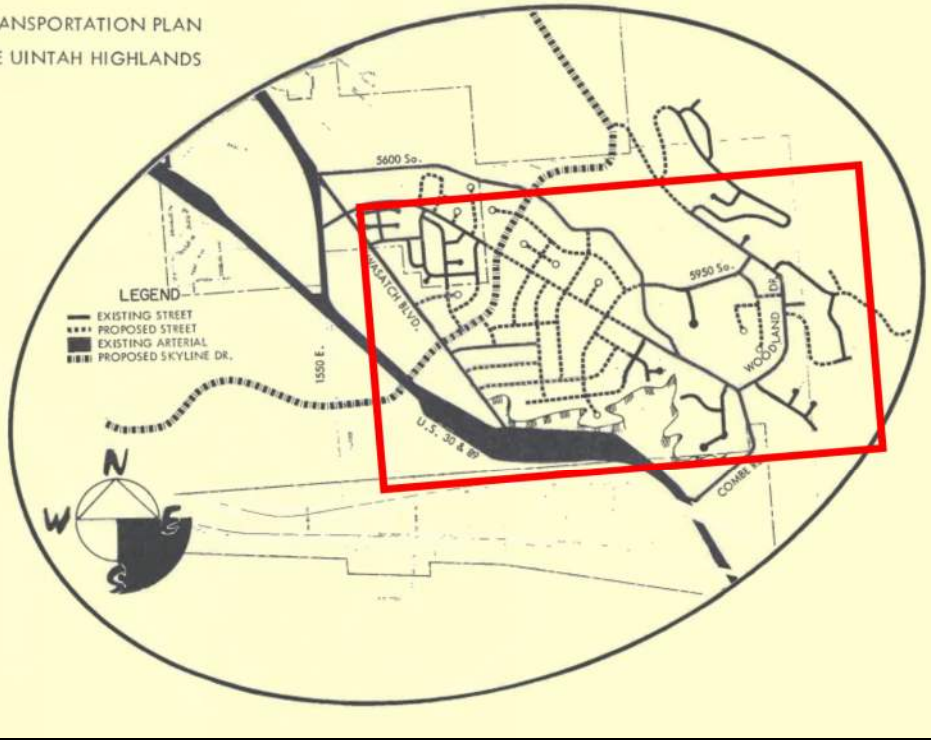 ANSPORTATION PLAN
E UINTAH HIGHLANDS
5600 So.
WASATCH BLVD.
5950 So.
WOODLAND DR.
LEGEND
EXISTING STREET
PROPOSED STREET
EXISTING ARTERIAL
PROPOSED SKYLINE DR.
1550 E.
U.S. 30 & 89
COMBE
N
W
E
S